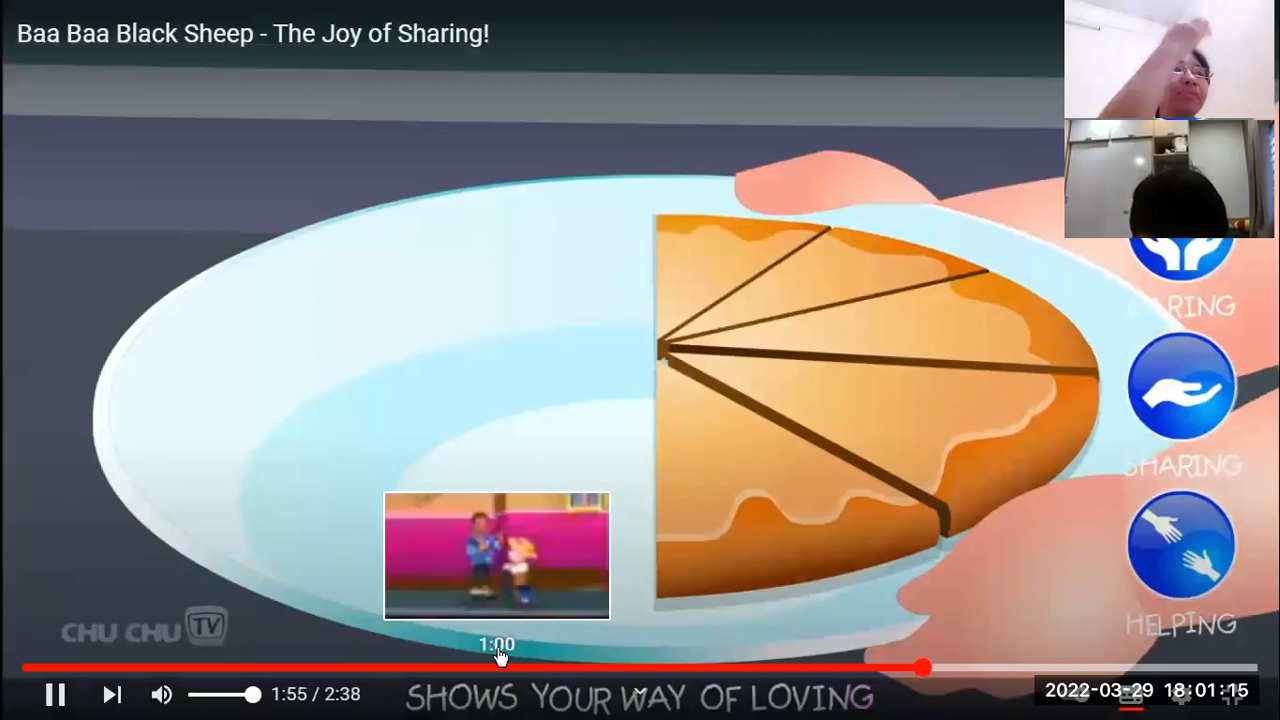 Baa Baa Black Sheep - The Joy of Sharing!
SHARING
HELPING
CHU CHU TV
1:00
1:55 / 2:38
SHOWS YOUR WAY OF LOVING
2022-03-29 18:01:15